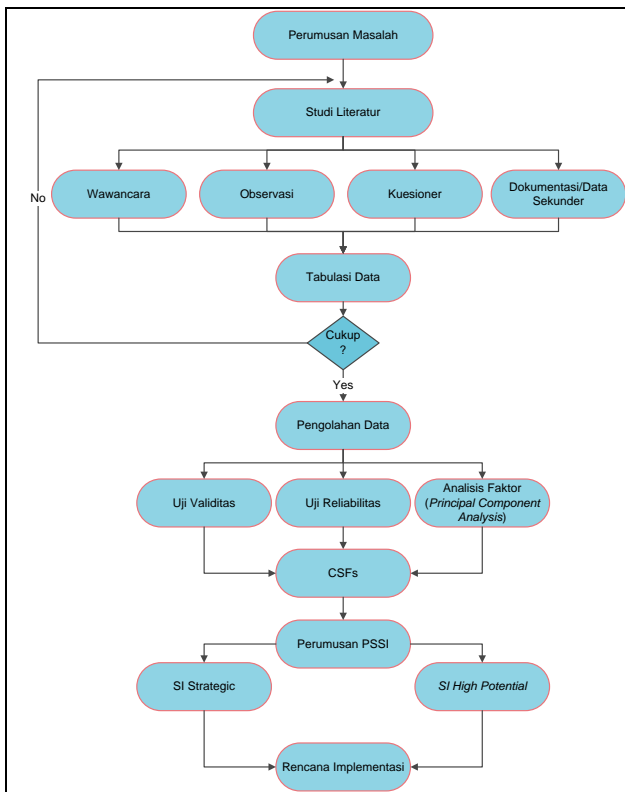 Perumusan Masalah
Studi Literatur
No
Wawancara
Observasi
Kuesioner
Dokumentasi/Data
Sekunder
Tabulasi Data
Cukup
?
Yes
Pengolahan Data
Uji Validitas
Uji Reliabilitas
Analisis Faktor
(Principal Component
Analysis)
CSFs
Perumusan PSSI
SI Strategic
SI High Potential
Rencana Implementasi